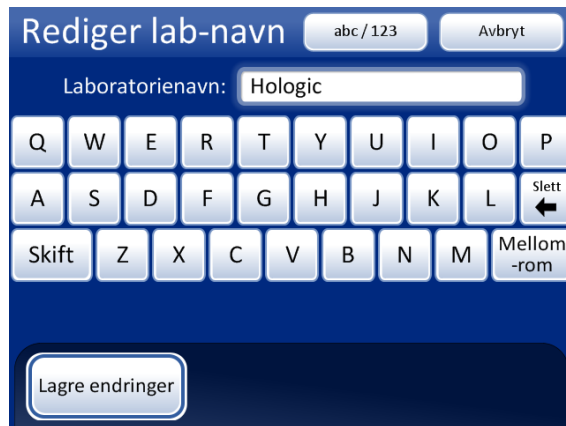 Rediger lab-navn abc / 123 Avbryt
Laboratorienavn: Hologic
Q W E R T Y U I O P
A S D F G H J K L Slett
Skift Z X C V B N M Mellom
-rom
Lagre endringer